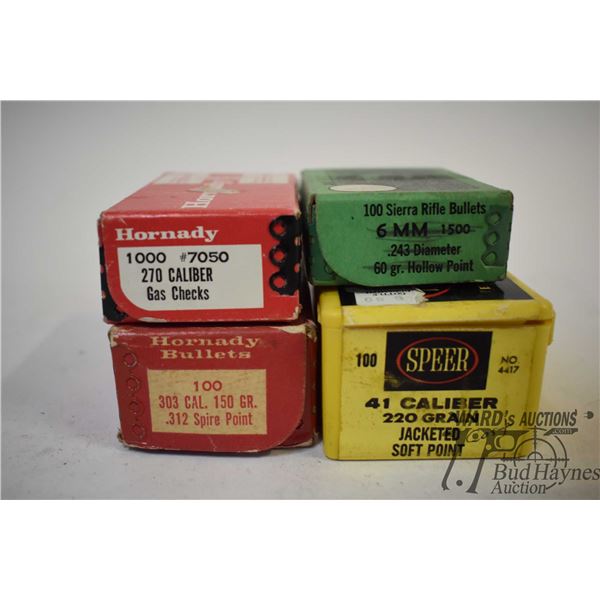 Hornady
1000 #7050
270 CALIBER
Gas Checks
100 Sierra Rifle Bullets
6 MM 1500
.243 Diameter
60 gr. Hollow Point
Hornady
Bullets
100
303 CAL. 150 GR.
.312 Spire Point
100
SPEER
NO
4417
41 CALIBER
220 GRAIN
JACKETED
SOFT POINT
WARD's AUCTIONS
.com
Bud Haynes
Auction